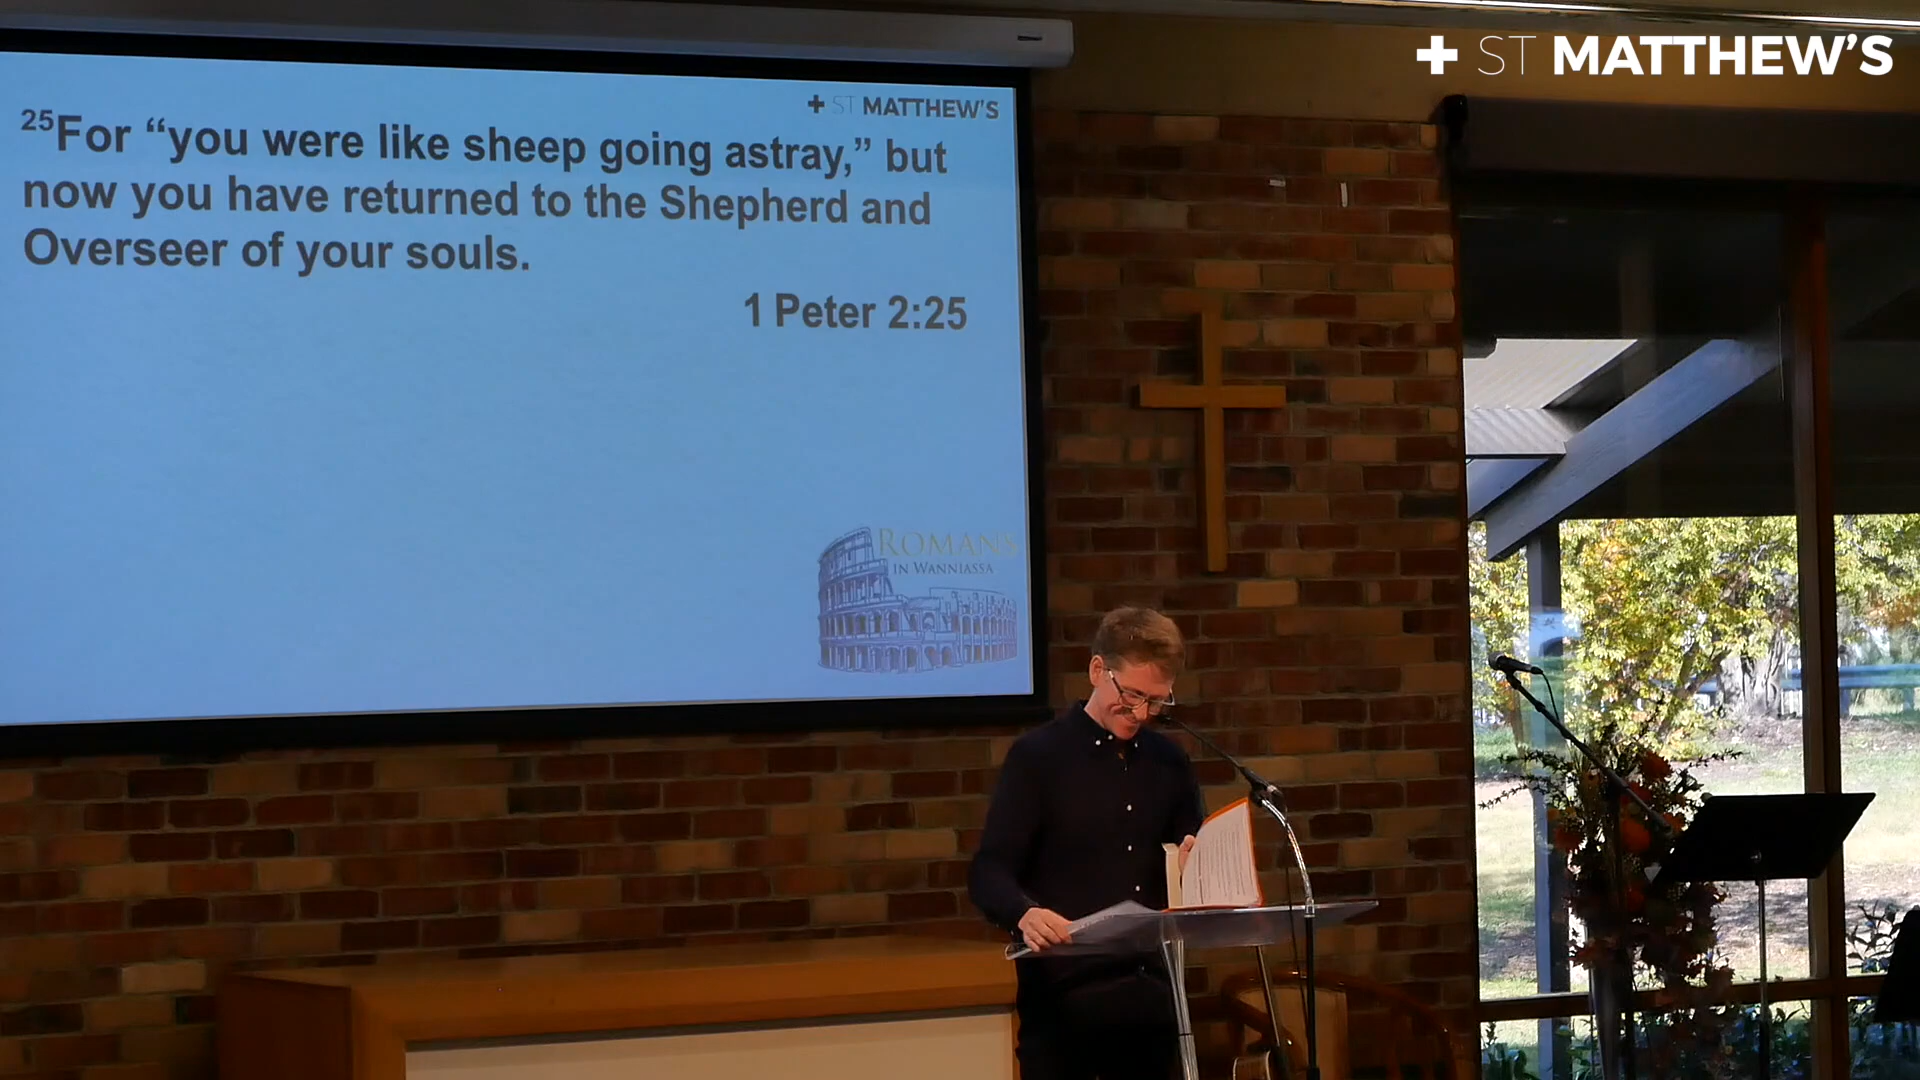 ✚ ST MATTHEW'S
✚ ST MATTHEW'S
25For “you were like sheep going astray,” but
now you have returned to the Shepherd and
Overseer of your souls.
1 Peter 2:25
ROMANS
IN WANNIASSA